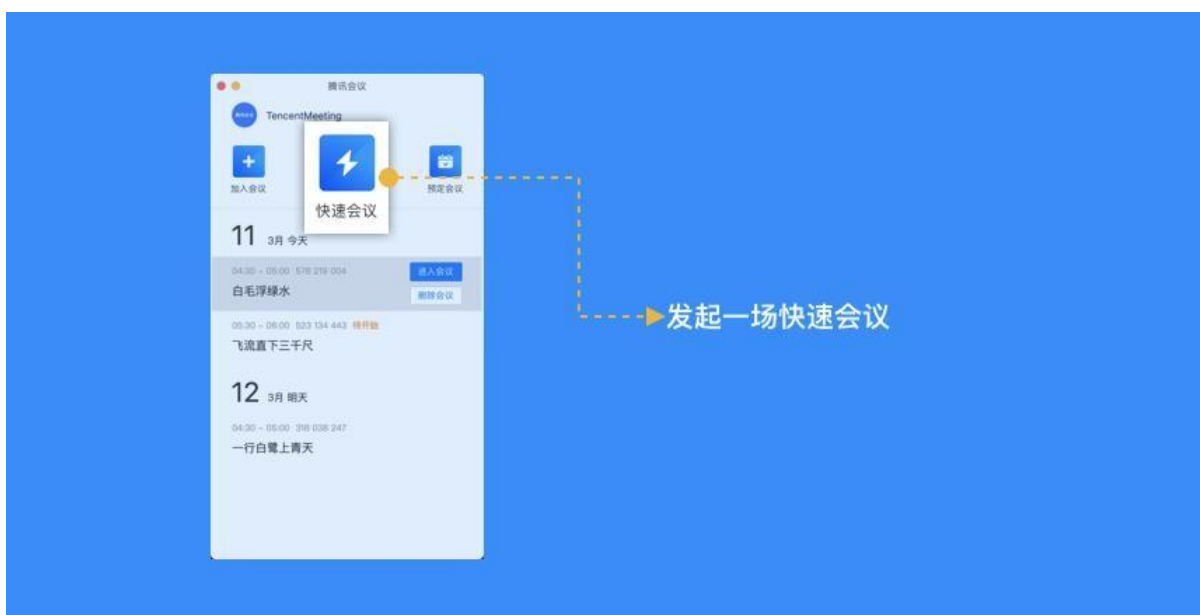 腾讯会议
TencentMeeting
加入会议
快速会议
预定会议
11 3月 今天
04:30 - 05:00 576 219 004
进入会议
白毛浮绿水
删除会议
05:30 - 06:00 523 134 443 待开始
飞流直下三千尺
发起一场快速会议
12 3月 明天
04:30 - 05:00 318 038 247
一行白鹭上青天